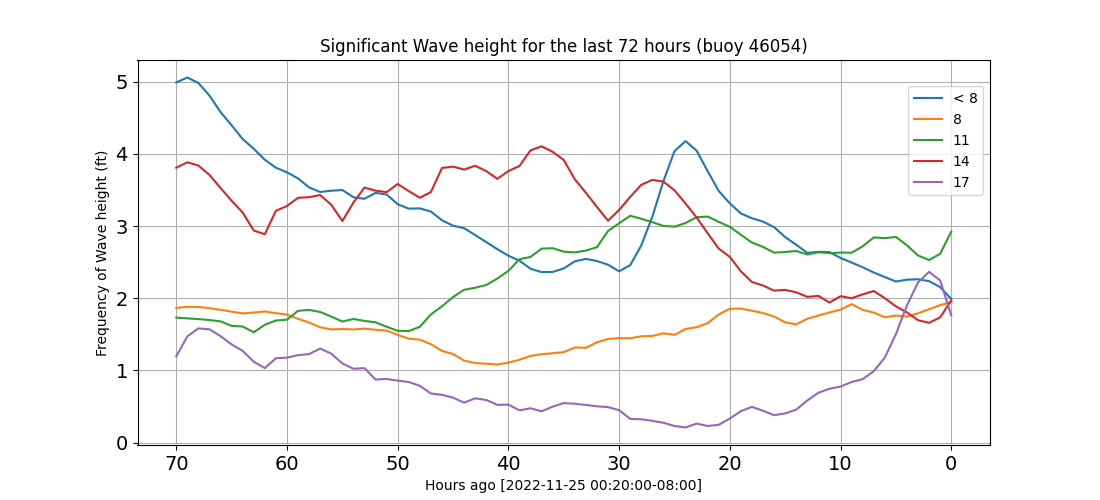 Significant Wave height for the last 72 hours (buoy 46054)
Frequency of Wave height (ft)
5
4
3
2
1
0
< 8
8
11
14
17
70 60 50 40 30 20 10 0
Hours ago [2022-11-25 00:20:00-08:00]